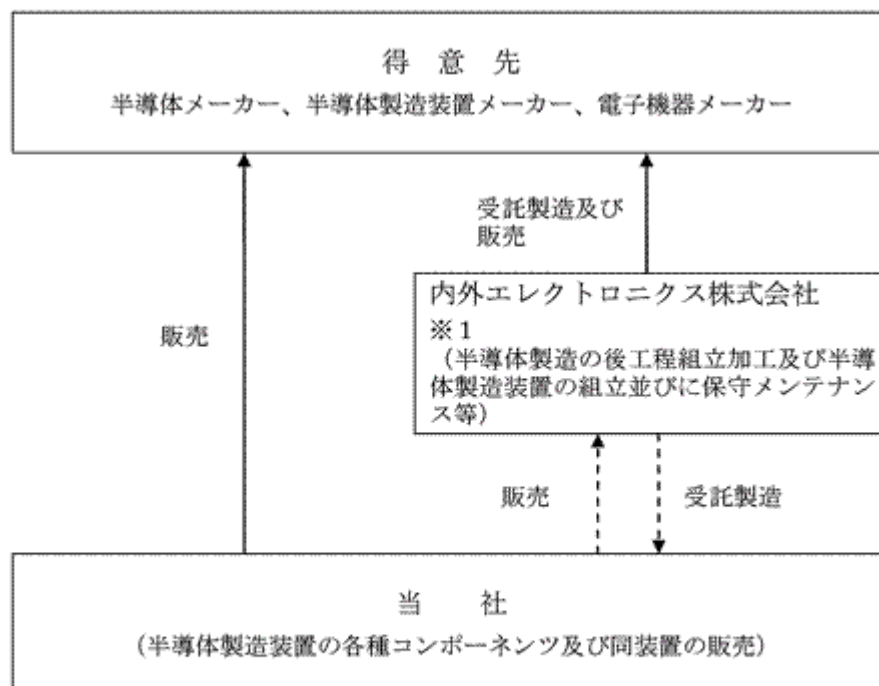 得 意 先
半導体メーカー、半導体製造装置メーカー、電子機器メーカー
受託製造及び
販売
内外エレクトロニクス株式会社
※1
(半導体製造の後工程組立加工及び半導
体製造装置の組立並びに保守メンテナン
ス等)
販売
販売
受託製造
当 社
(半導体製造装置の各種コンポーネンツ及び同装置の販売)